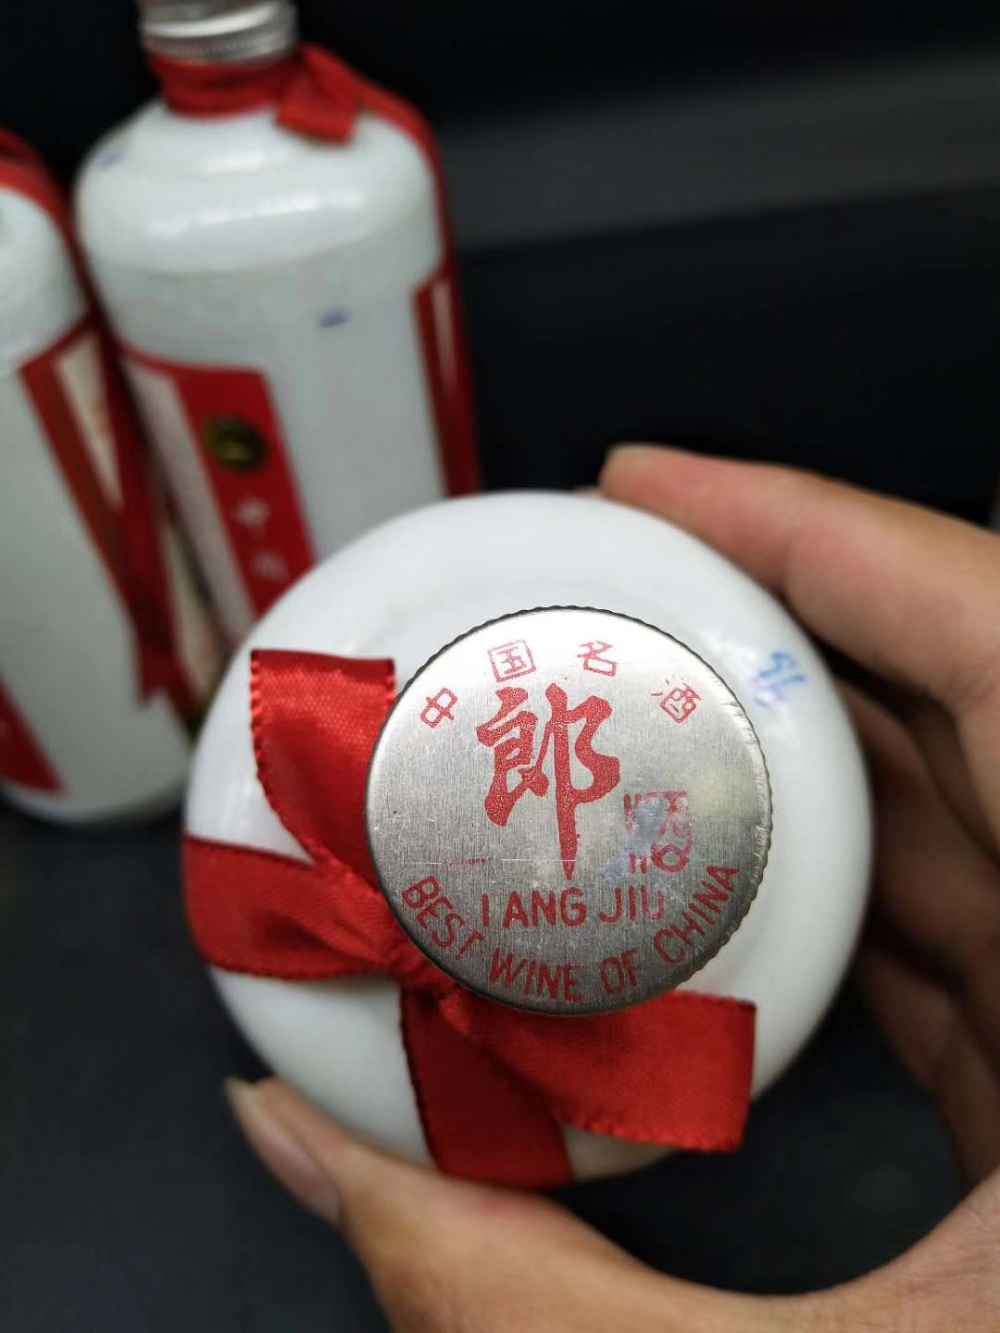 中国名酒
郎
LANG JIU
BEST WINE OF CHINA